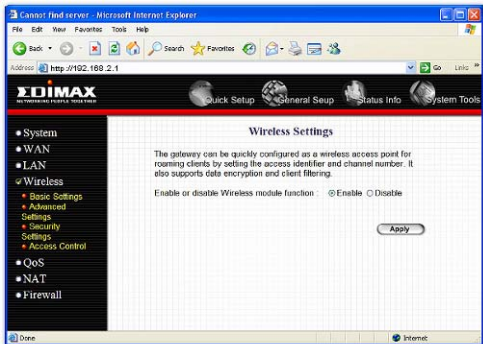 Cannot find server - Microsoft Internet Explorer
File Edit View Favorites Tools Help
Back Search Favorites
Address http://192.168.2.1 Go Links »
EDIMAX
NETWORKING PEOPLE TOGETHER
Quick Setup General Seup Status Info System Tools
System
WAN
LAN
Wireless
Basic Settings
Advanced
Settings
Security
Settings
Access Control
QoS
NAT
Firewall
Wireless Settings
The gateway can be quickly configured as a wireless access point for
roaming clients by setting the access identifier and channel number. It
also supports data encryption and client filtering.
Enable or disable Wireless module function : Enable Disable
Apply
Done Internet